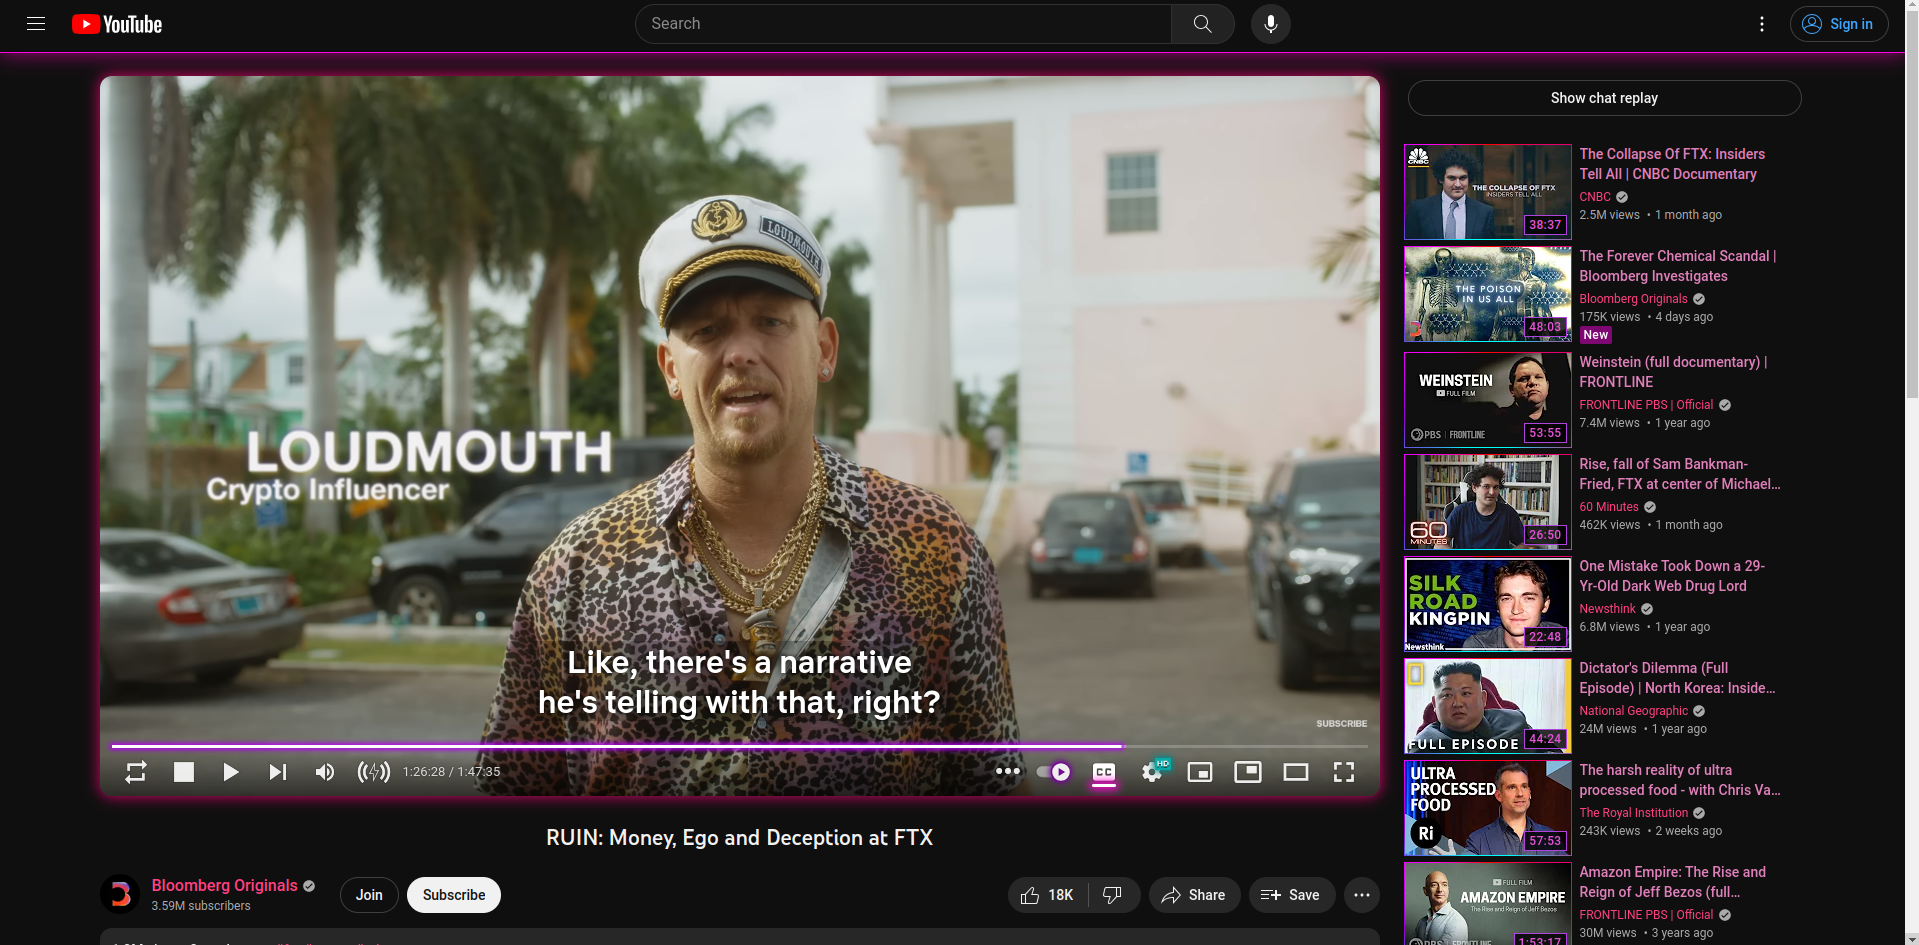 YouTube
Search
Sign in
LOUDMOUTH
LOUDMOUTH
Crypto Influencer
Like, there's a narrative
he's telling with that, right?
SUBSCRIBE
1:26:28 / 1:47:35
CC
HD
RUIN: Money, Ego and Deception at FTX
Bloomberg Originals
3.59M subscribers
Join
Subscribe
18K
Share
Save
Show chat replay
CNBC
THE COLLAPSE OF FTX
INSIDERS TELL ALL
38:37
The Collapse Of FTX: Insiders
Tell All | CNBC Documentary
CNBC
2.5M views • 1 month ago
THE POISON
IN US ALL
48:03
The Forever Chemical Scandal |
Bloomberg Investigates
Bloomberg Originals
175K views • 4 days ago
New
WEINSTEIN
FULL FILM
PBS | FRONTLINE
53:55
Weinstein (full documentary) |
FRONTLINE
FRONTLINE PBS | Official
7.4M views • 1 year ago
60
MINUTES
26:50
Rise, fall of Sam Bankman-
Fried, FTX at center of Michael...
60 Minutes
462K views • 1 month ago
SILK
ROAD
KINGPIN
Newsthink
22:48
One Mistake Took Down a 29-
Yr-Old Dark Web Drug Lord
Newsthink
6.8M views • 1 year ago
FULL EPISODE
44:24
Dictator's Dilemma (Full
Episode) | North Korea: Inside...
National Geographic
24M views • 1 year ago
ULTRA
PROCESSED
FOOD
Ri
57:53
The harsh reality of ultra
processed food - with Chris Va...
The Royal Institution
243K views • 2 weeks ago
FULL FILM
AMAZON EMPIRE
The Rise and Reign of Jeff Bezos
PBS | FRONTLINE
1:53:17
Amazon Empire: The Rise and
Reign of Jeff Bezos (full...
FRONTLINE PBS | Official
30M views • 3 years ago